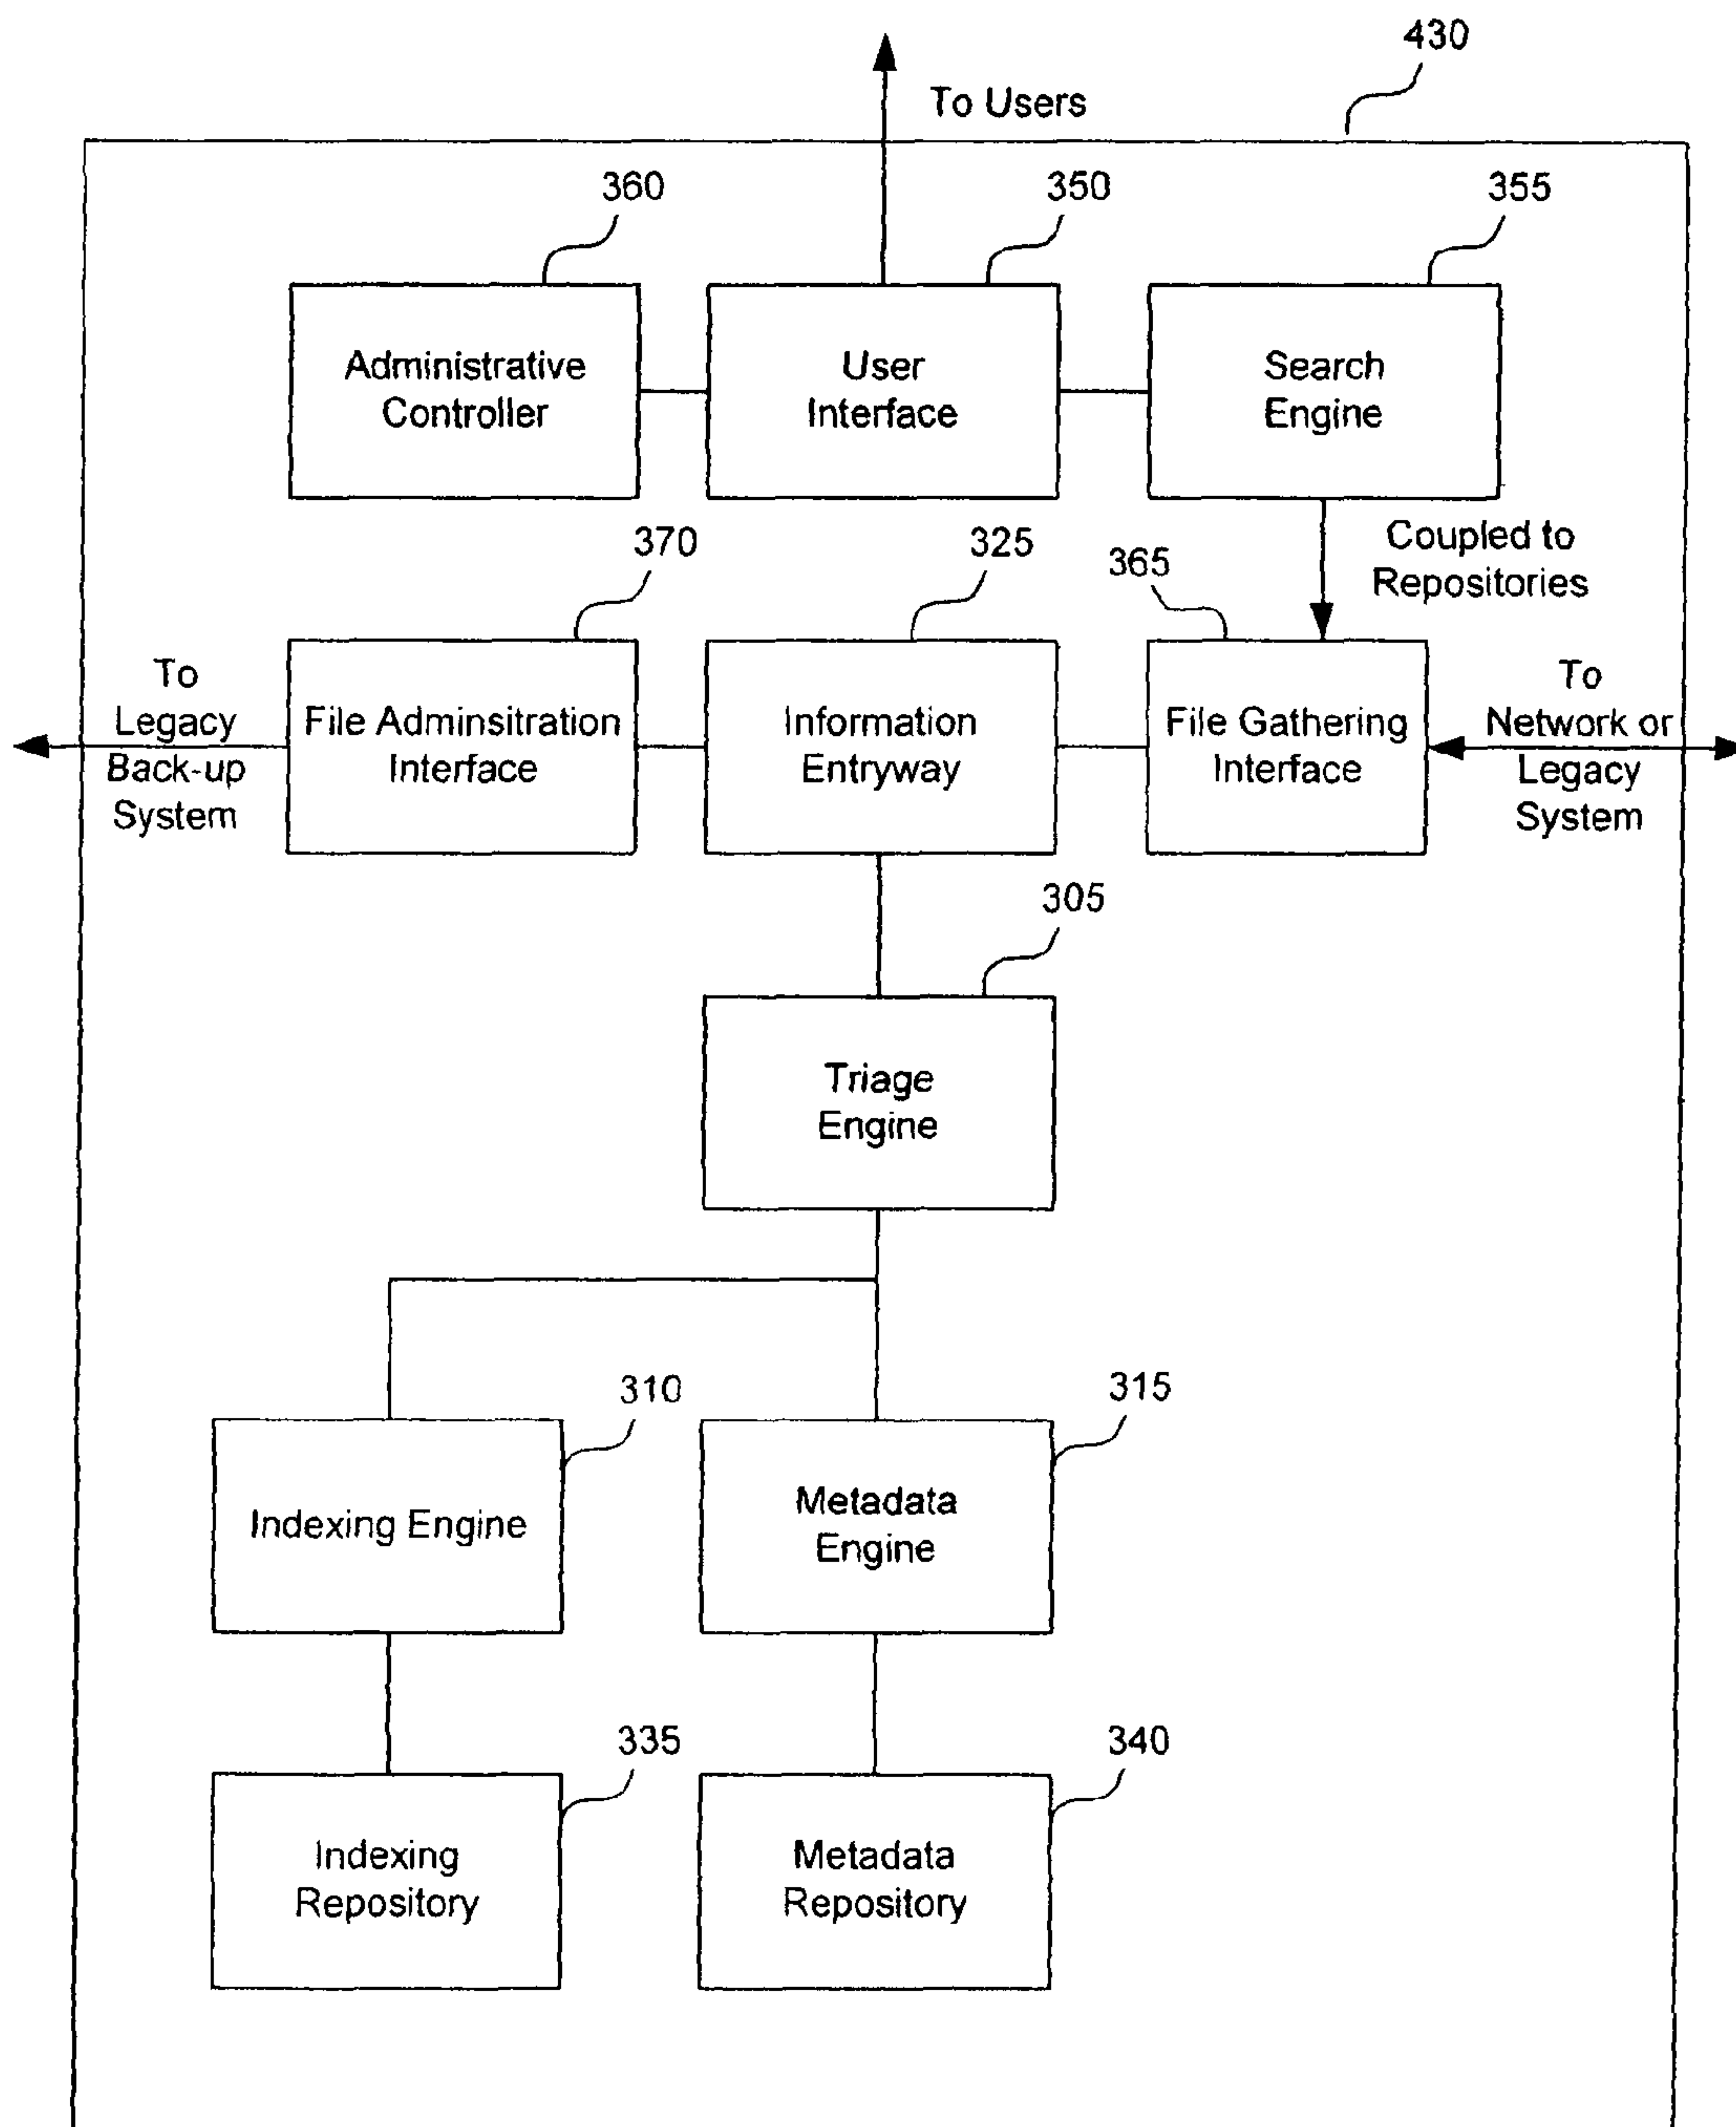 430
To Users
360
350
355
Administrative
Controller
User
Interface
Search
Engine
370
325
365
Coupled to
Repositories
To
Legacy
Back-up
System
File Adminsitration
Interface
Information
Entryway
File Gathering
Interface
To
Network or
Legacy
System
305
Triage
Engine
310
315
Indexing Engine
Metadata
Engine
335
340
Indexing
Repository
Metadata
Repository